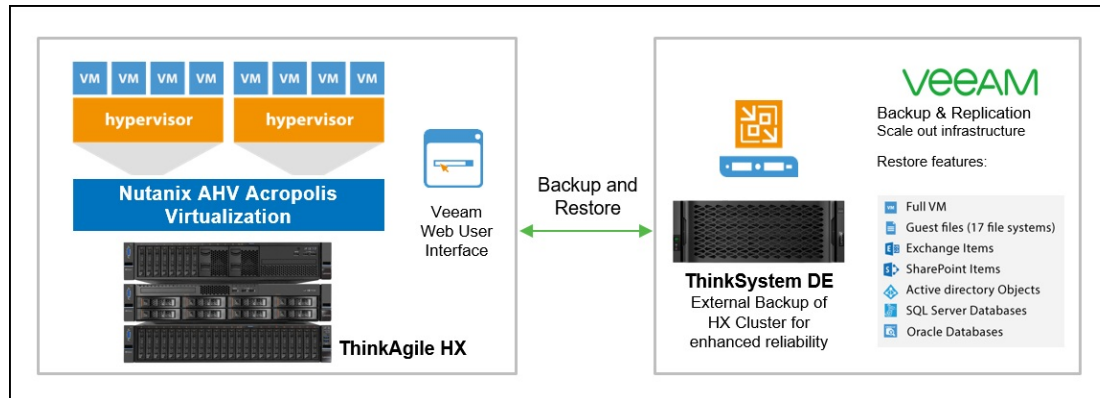 VM VM VM VM VM VM VM VM
hypervisor hypervisor
Nutanix AHV Acropolis
Virtualization
ThinkAgile HX
Veeam
Web User
Interface
Backup and
Restore
ThinkSystem DE
External Backup of
HX Cluster for
enhanced reliability
veeAM
Backup & Replication
Scale out infrastructure
Restore features:
VM Full VM
Guest files (17 file systems)
Exchange Items
SharePoint Items
Active directory Objects
SQL Server Databases
Oracle Databases